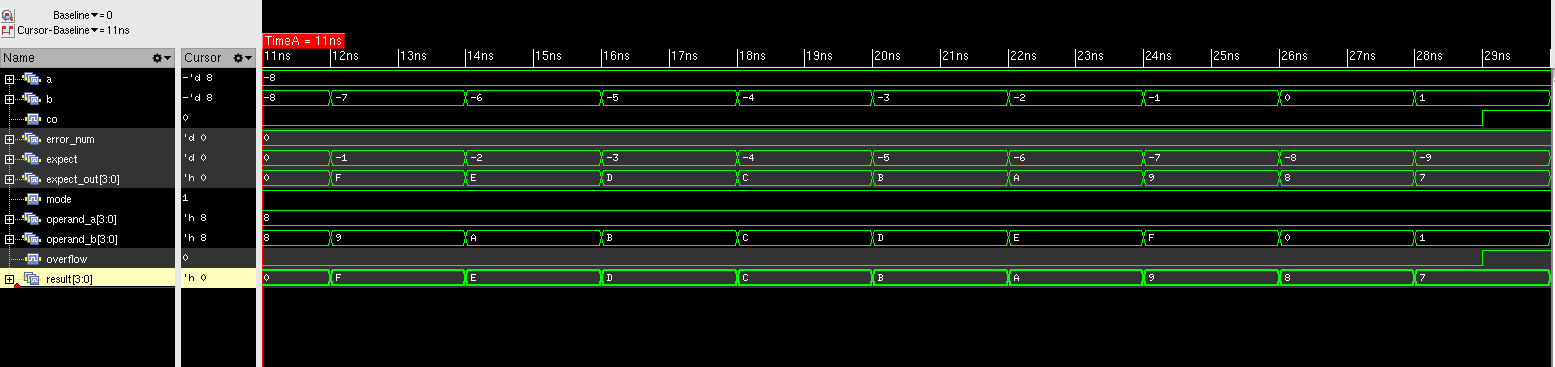 Baseline▼=0
Cursor-Baseline▼=11ns
TimeA = 11ns
Name Cursor 11ns 12ns 13ns 14ns 15ns 16ns 17ns 18ns 19ns 20ns 21ns 22ns 23ns 24ns 25ns 26ns 27ns 28ns 29ns
a -'d 8 -8
b -'d 8 -8 -7 -6 -5 -4 -3 -2 -1 0 1
co 0
error_num 'd 0 0
expect 'd 0 0 -1 -2 -3 -4 -5 -6 -7 -8 -9
expect_out[3:0] 'h 0 0 F E D C B A 9 8 7
mode 1
operand_a[3:0] 'h 8 8
operand_b[3:0] 'h 8 8 9 A B C D E F 0 1
overflow 0
result[3:0] 'h 0 0 F E D C B A 9 8 7